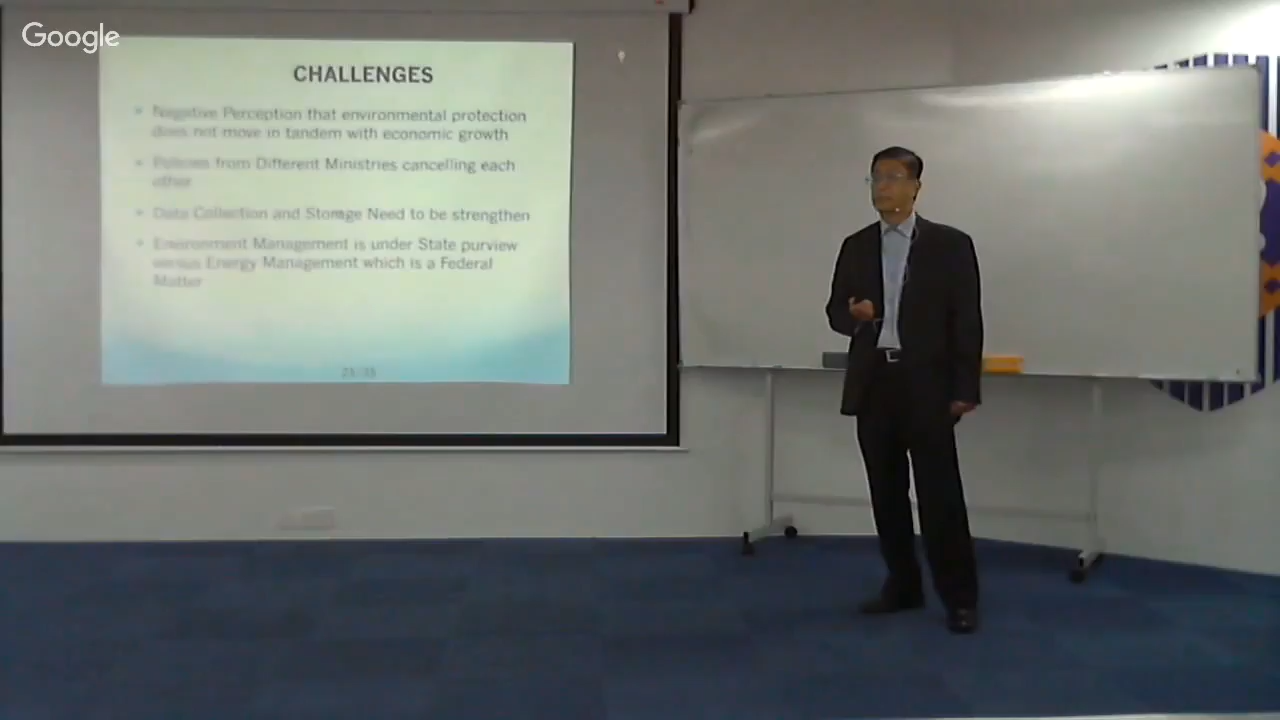 Google
CHALLENGES
Negative Perception that environmental protection
does not move in tandem with economic growth
Policies from Different Ministries cancelling each
other
Data Collection and Storage Need to be strengthen
Environment Management is under State purview
versus Energy Management which is a Federal
Matter